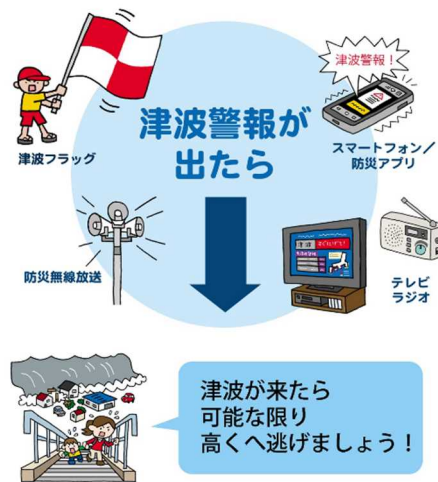 津波警報！
津波警報が
出たら
津波フラッグ
スマートフォン／
防災アプリ
防災無線放送
津波
テレビ
ラジオ
津波が来たら
可能な限り
高くへ逃げましょう！